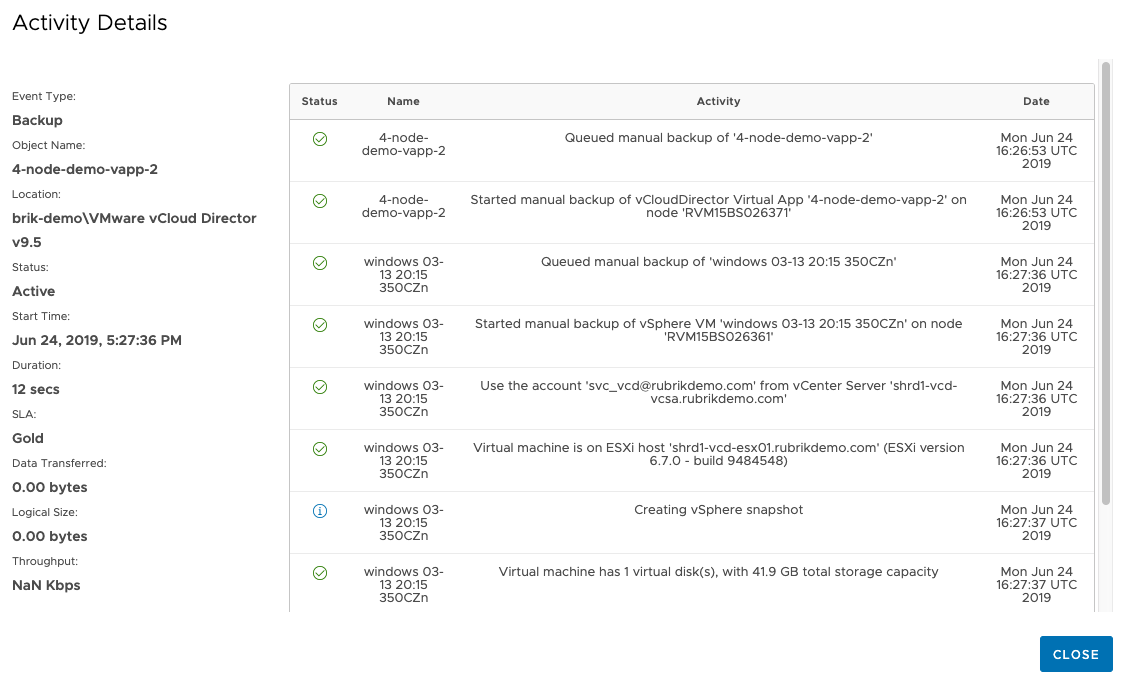 Activity Details
Event Type:
Backup
Object Name:
4-node-demo-vapp-2
Location:
brik-demo\VMware vCloud Director
v9.5
Status:
Active
Start Time:
Jun 24, 2019, 5:27:36 PM
Duration:
12 secs
SLA:
Gold
Data Transferred:
0.00 bytes
Logical Size:
0.00 bytes
Throughput:
NaN Kbps
Status Name Activity Date
4-node-
demo-vapp-2
Queued manual backup of '4-node-demo-vapp-2'
Mon Jun 24
16:26:53 UTC
2019
4-node-
demo-vapp-2
Started manual backup of vCloudDirector Virtual App '4-node-demo-vapp-2' on
node 'RVM15BS026371'
Mon Jun 24
16:26:53 UTC
2019
windows 03-
13 20:15
350CZn
Queued manual backup of 'windows 03-13 20:15 350CZn'
Mon Jun 24
16:27:36 UTC
2019
windows 03-
13 20:15
350CZn
Started manual backup of vSphere VM 'windows 03-13 20:15 350CZn' on node
'RVM15BS026361'
Mon Jun 24
16:27:36 UTC
2019
windows 03-
13 20:15
350CZn
Use the account 'svc_vcd@rubrikdemo.com' from vCenter Server 'shrd1-vcd-
vcsa.rubrikdemo.com'
Mon Jun 24
16:27:36 UTC
2019
windows 03-
13 20:15
350CZn
Virtual machine is on ESXi host 'shrd1-vcd-esx01.rubrikdemo.com' (ESXi version
6.7.0 - build 9484548)
Mon Jun 24
16:27:36 UTC
2019
windows 03-
13 20:15
350CZn
Creating vSphere snapshot
Mon Jun 24
16:27:37 UTC
2019
windows 03-
13 20:15
350CZn
Virtual machine has 1 virtual disk(s), with 41.9 GB total storage capacity
Mon Jun 24
16:27:37 UTC
2019
CLOSE